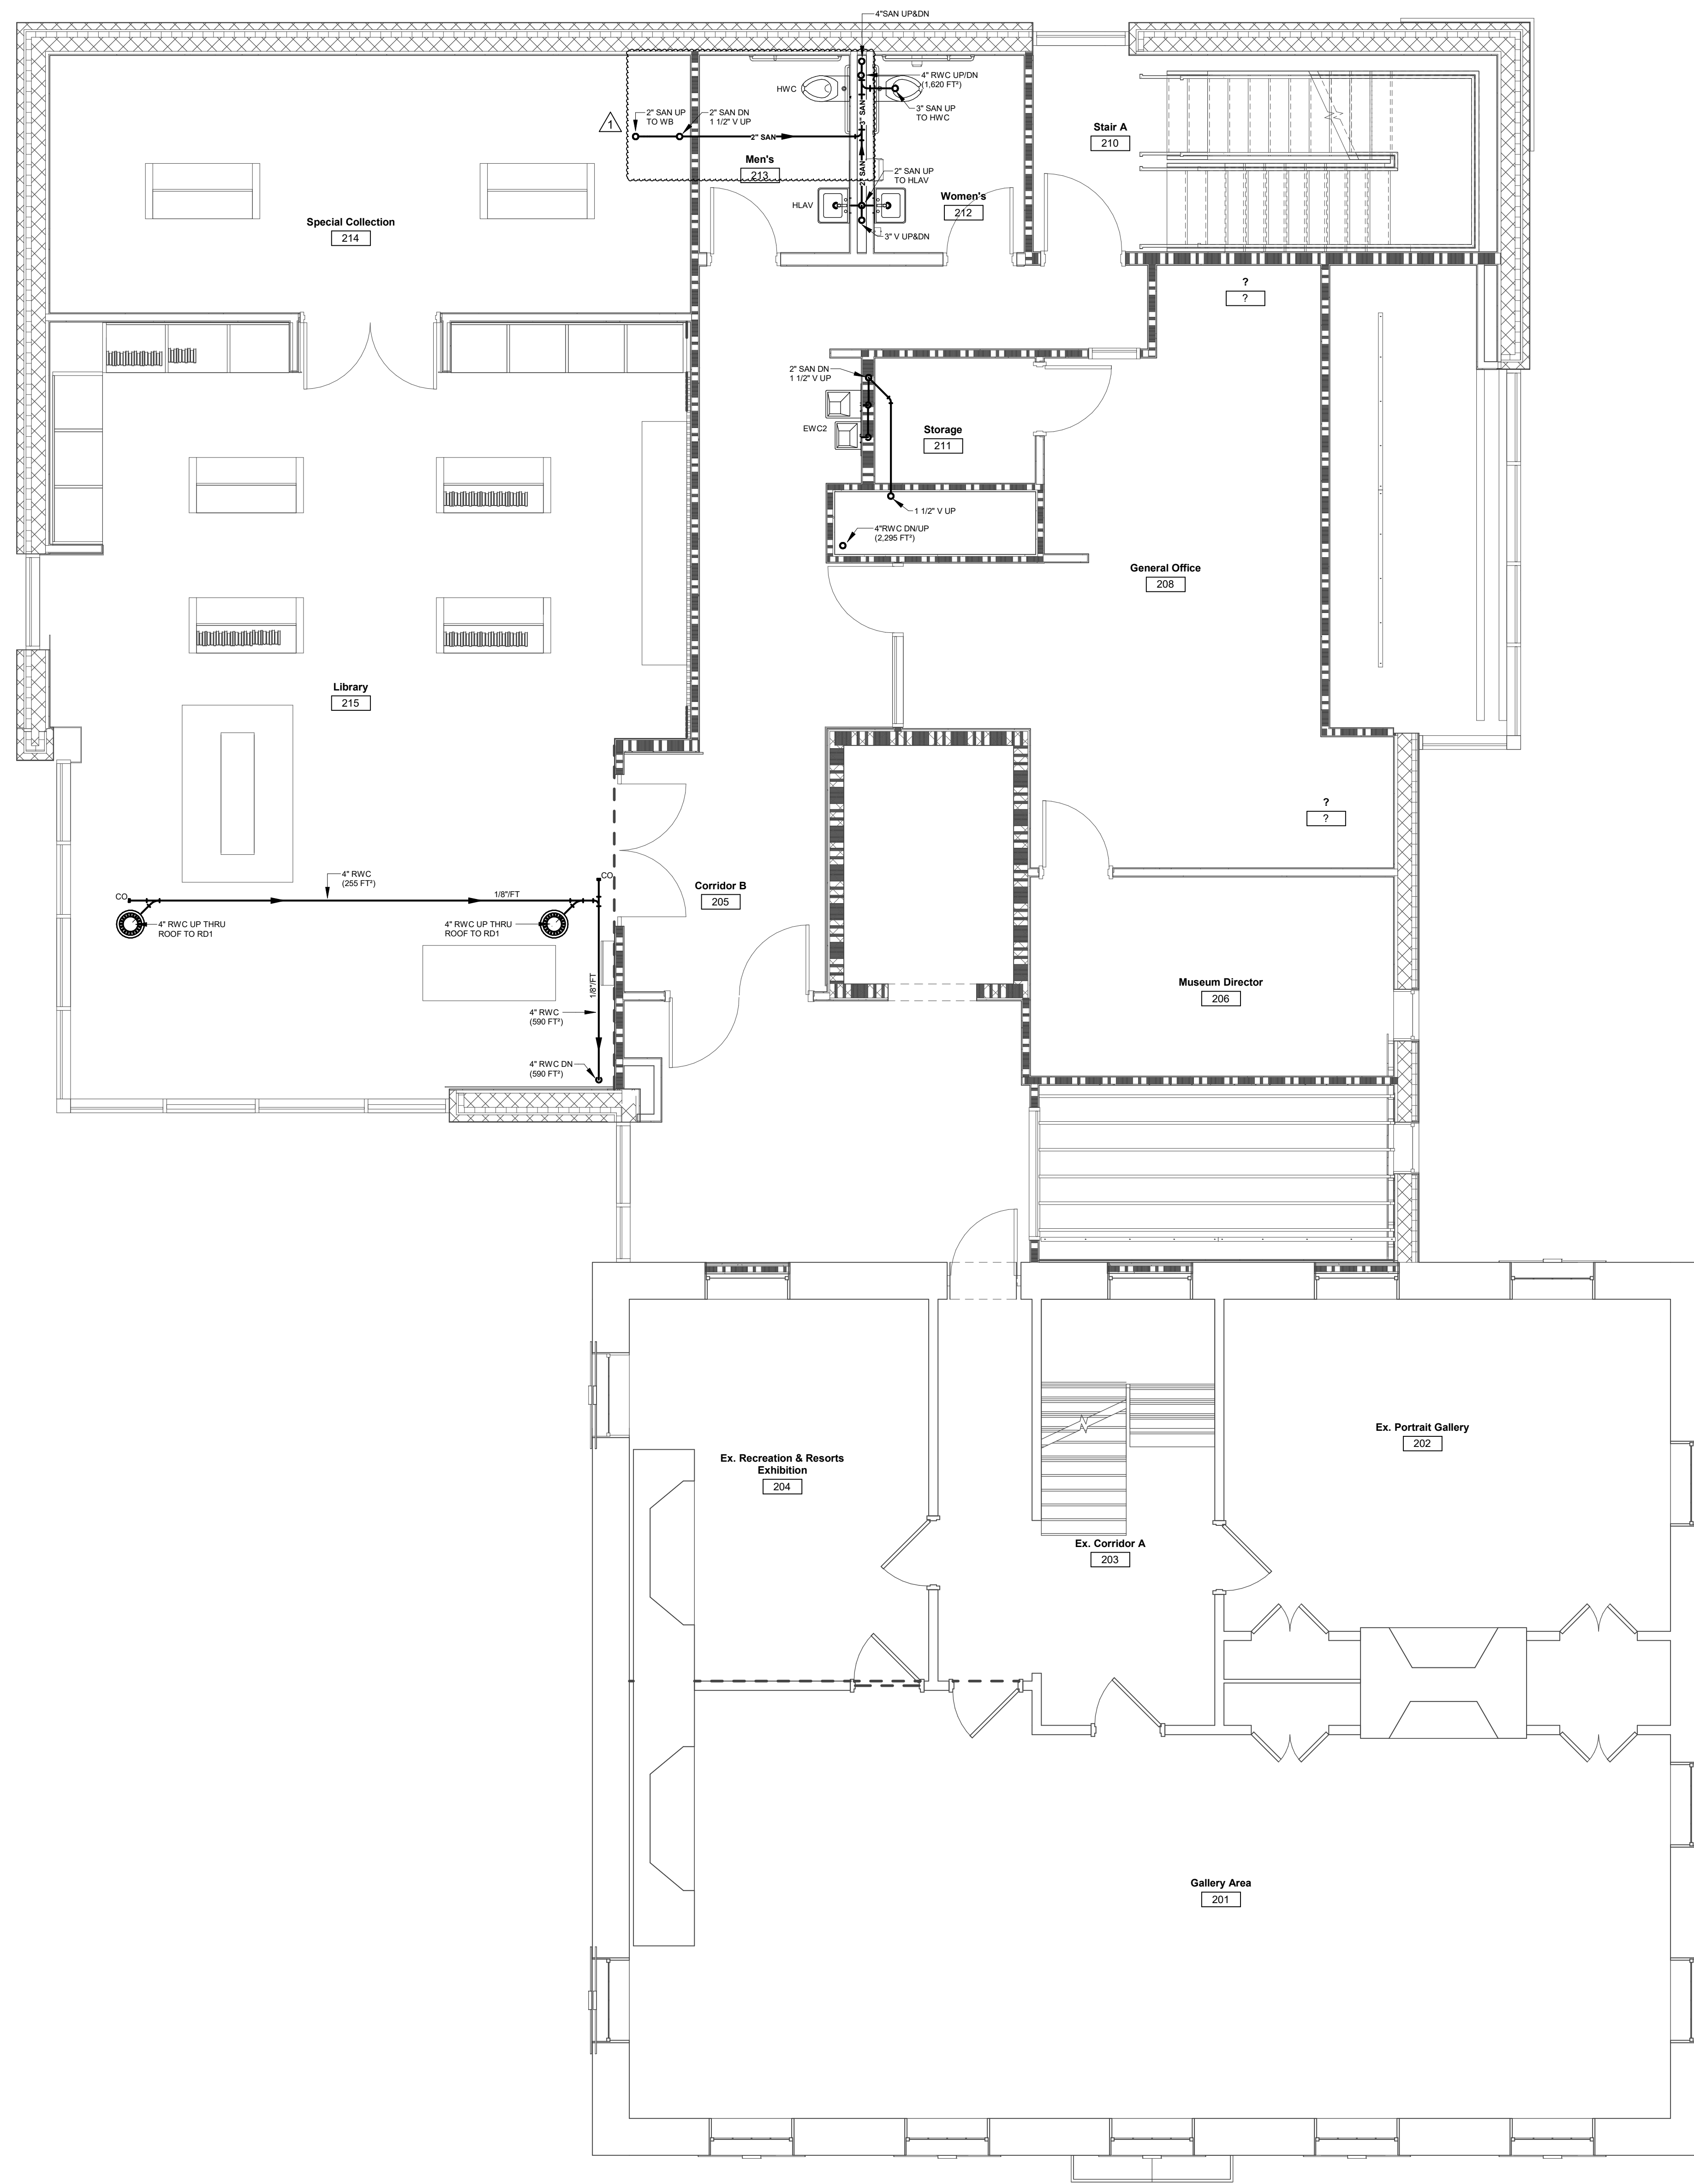 4"SAN UP&DN
HWC
4" RWC UP/DN
(1,620 FT²)
3" SAN UP
TO HWC
3" SAN
1
2" SAN UP
TO WB
2" SAN DN
1 1/2" V UP
2" SAN
Men's
213
2" SAN
2" SAN UP
TO HLAV
HLAV
Women's
212
3" V UP&DN
Stair A
210
Special Collection
214
?
?
2" SAN DN
1 1/2" V UP
EWC2
Storage
211
1 1/2" V UP
4"RWC DN/UP
(2,295 FT²)
General Office
208
Library
215
?
?
4" RWC
(255 FT²)
CO
1/8"/FT
CO
Corridor B
205
4" RWC UP THRU
ROOF TO RD1
4" RWC UP THRU
ROOF TO RD1
1/8"/FT
4" RWC
(590 FT²)
4" RWC DN
(590 FT²)
Museum Director
206
Ex. Recreation & Resorts
Exhibition
204
Ex. Portrait Gallery
202
Ex. Corridor A
203
Gallery Area
201